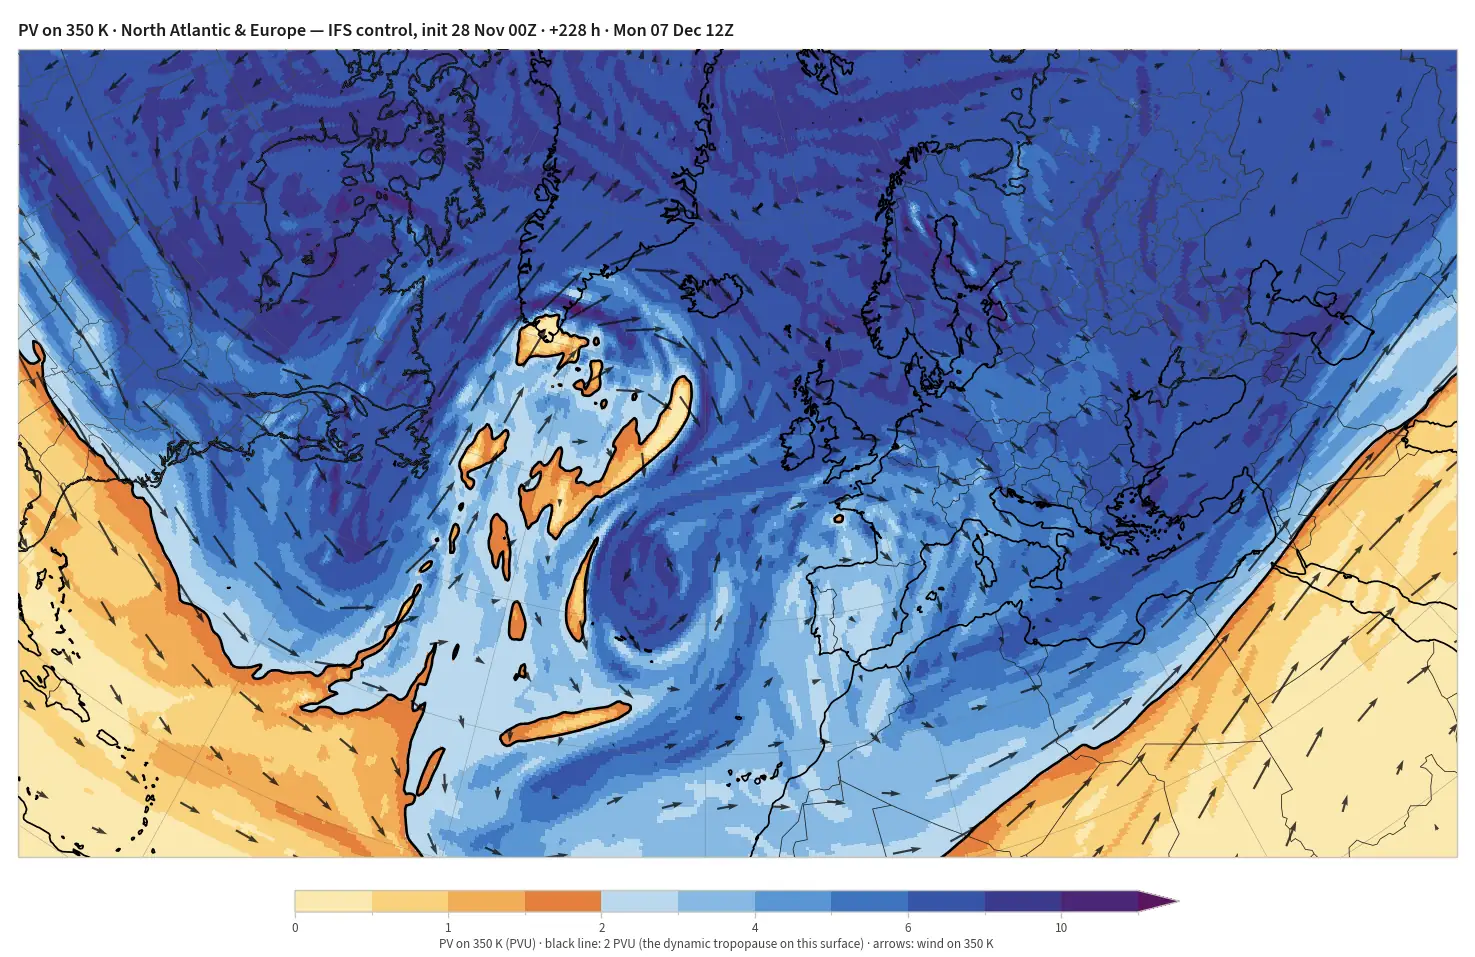 PV on 350 K · North Atlantic & Europe — IFS control, init 28 Nov 00Z · +228 h · Mon 07 Dec 12Z
0 1 2 4 6 10
PV on 350 K (PVU) · black line: 2 PVU (the dynamic tropopause on this surface) · arrows: wind on 350 K